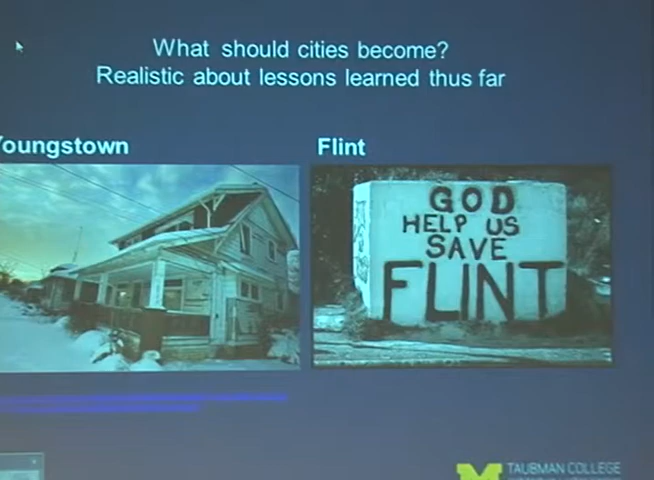 What should cities become?
Realistic about lessons learned thus far
Youngstown
Flint
GOD
HELP US
SAVE
FLINT
M
TAUBMAN COLLEGE